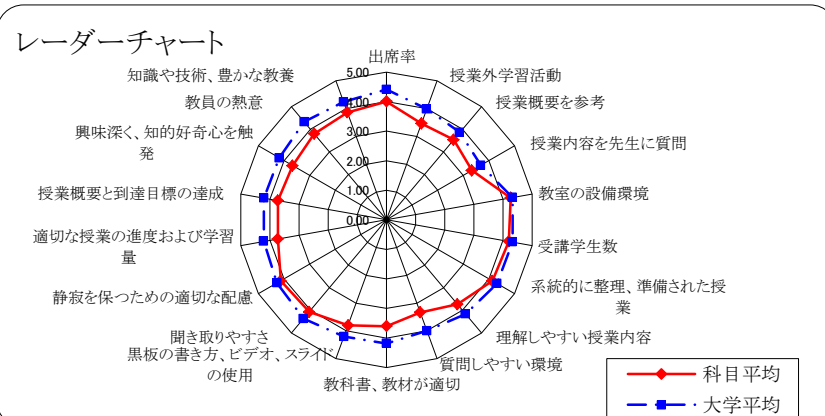 レーダーチャート
出席率
授業外学習活動
授業概要を参考
授業内容を先生に質問
教室の設備環境
受講学生数
系統的に整理、準備された授
業
理解しやすい授業内容
質問しやすい環境
教科書、教材が適切
黒板の書き方、ビデオ、スライド
の使用
聞き取りやすさ
静寂を保つための適切な配慮
適切な授業の進度および学習
量
授業概要と到達目標の達成
興味深く、知的好奇心を触
発
教員の熱意
知識や技術、豊かな教養
5.00
4.00
3.00
2.00
1.00
0.00
科目平均
大学平均